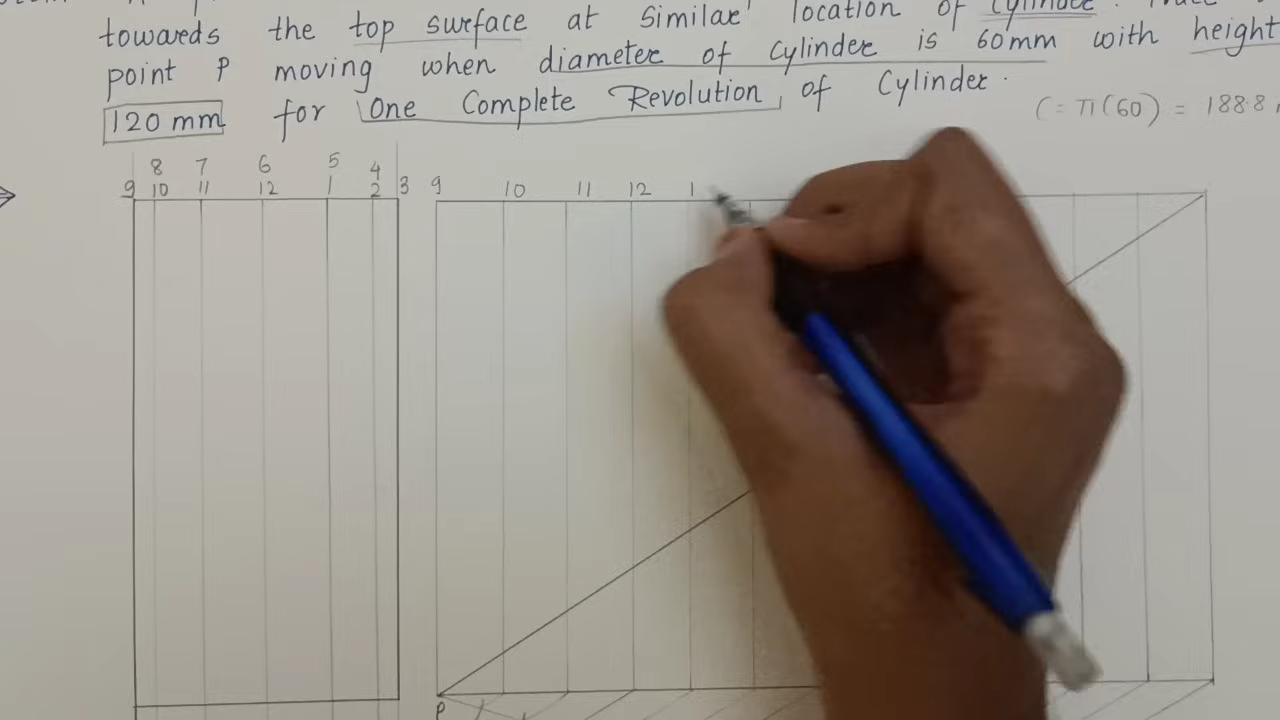 towards the top surface at Similar location of Cylinder.
point P moving when diameter of Cylinder is 60mm with height
120 mm for One Complete Revolution of Cylinder.
C = π(60) = 188.8
8 7 6 5 4
9 10 11 12 1 2 3 9 10 11 12 1
P